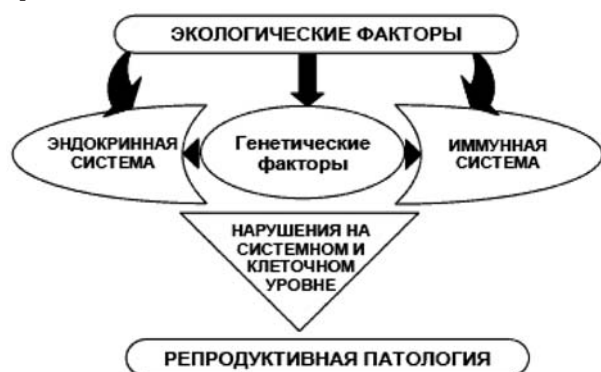 ЭКОЛОГИЧЕСКИЕ ФАКТОРЫ
ЭНДОКРИННАЯ
СИСТЕМА
Генетические
факторы
ИММУННАЯ
СИСТЕМА
НАРУШЕНИЯ НА
СИСТЕМНОМ И
КЛЕТОЧНОМ
УРОВНЕ
РЕПРОДУКТИВНАЯ ПАТОЛОГИЯ